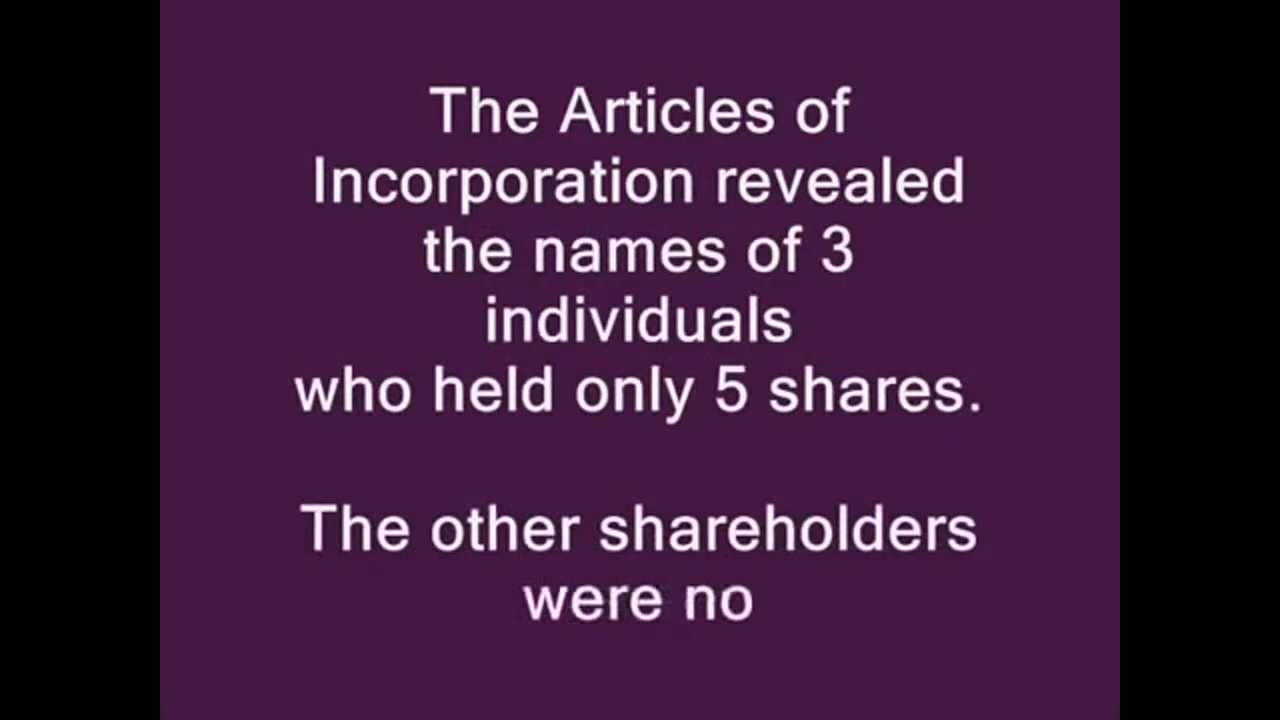 The Articles of
Incorporation revealed
the names of 3
individuals
who held only 5 shares.
The other shareholders
were no